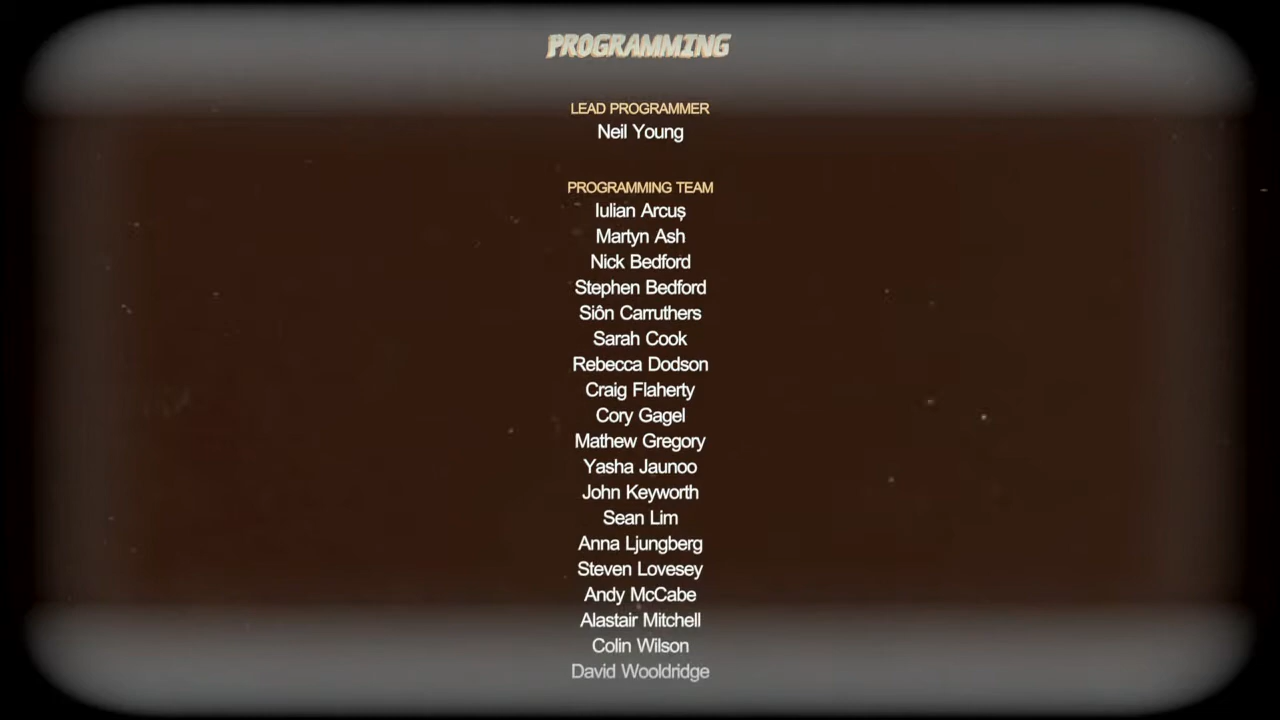 PROGRAMMING
LEAD PROGRAMMER
Neil Young
PROGRAMMING TEAM
Iulian Arcuș
Martyn Ash
Nick Bedford
Stephen Bedford
Siôn Carruthers
Sarah Cook
Rebecca Dodson
Craig Flaherty
Cory Gagel
Mathew Gregory
Yasha Jaunoo
John Keyworth
Sean Lim
Anna Ljungberg
Steven Lovesey
Andy McCabe
Alastair Mitchell
Colin Wilson
David Wooldridge